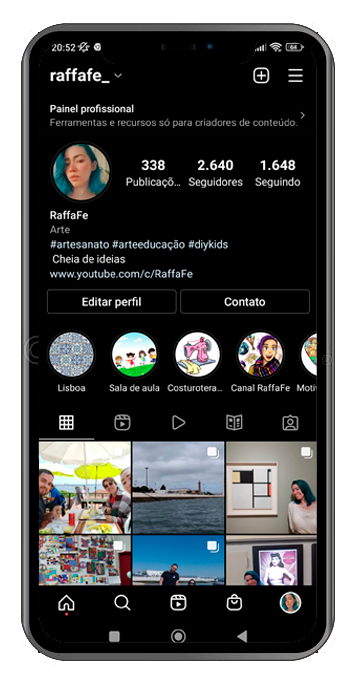 20:52
64
raffafe_
Painel profissional
Ferramentas e recursos só para criadores de conteúdo.
338 2.640 1.648
Publicaçõ... Seguidores Seguindo
RaffaFe
Arte
#artesanato #arteeducação #diykids
Cheia de ideias
www.youtube.com/c/RaffaFe
Editar perfil Contato
Lisboa Sala de aula Costurotera... Canal RaffaFe Motiv